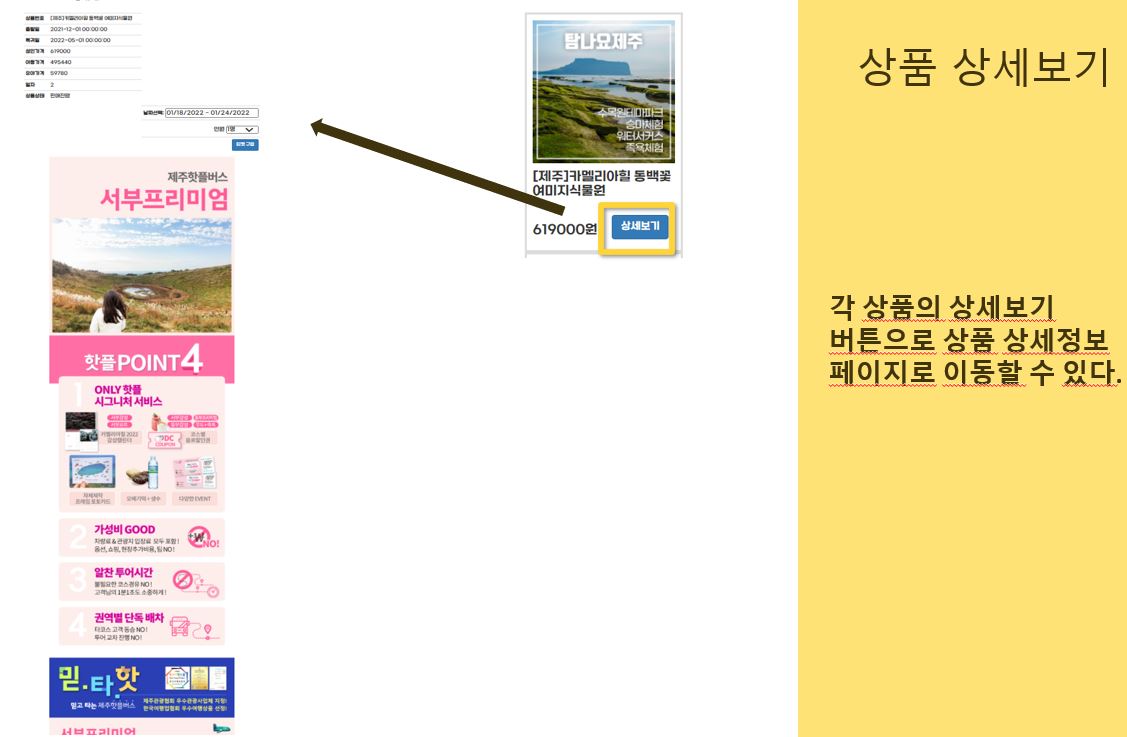 상품번호 [제주]카멜리아힐 동백꽃 여미지식물원
출발일 2021-12-01 00:00:00
복귀일 2022-05-01 00:00:00
성인가격 619000
아동가격 495440
유아가격 59780
일자 2
상품상태 판매진행
날짜선택: 01/18/2022 - 01/24/2022
인원 1명
제주핫플버스
서부프리미엄
핫플POINT4
1 ONLY 핫플
시그니처 서비스
카멜리아힐 2022
감성캘린더
DC
COUPON
코스별
음료할인권
자체제작
프레임 포토카드
오메기떡 + 생수
다양한 EVENT
2 가성비 GOOD
차량료 & 관광지 입장료 모두 포함!
옵션, 쇼핑, 현장추가비용, 팁 NO!
+₩ NO!
3 알찬 투어시간
불필요한 코스경유 NO!
고객님의 1분1초도 소중하게!
4 권역별 단독 배차
타코스 고객 동승 NO!
투어 교차 진행 NO!
믿.타.핫
믿고 타는 제주핫플버스
제주관광협회 우수관광사업체 지정!
한국여행업협회 우수여행상품 선정!
서부프리미엄
탐나요제주
수목원테마파크
승마체험
워터서커스
족욕체험
[제주]카멜리아힐 동백꽃
여미지식물원
619000원 상세보기
상품 상세보기
각 상품의 상세보기
버튼으로 상품 상세정보
페이지로 이동할 수 있다.